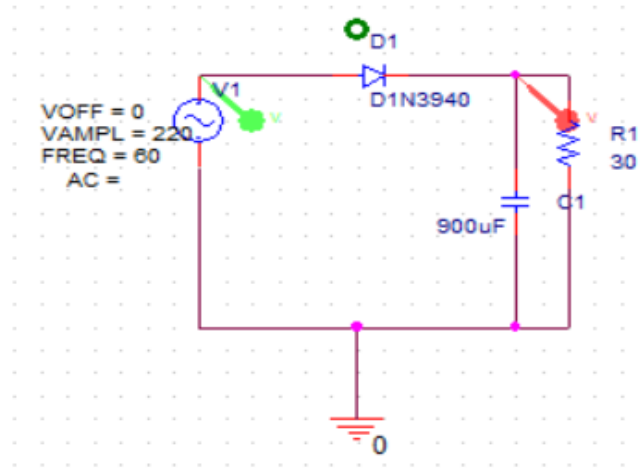 D1
V1
D1N3940
VOFF = 0
VAMPL = 220
FREQ = 60
AC =
V
V
R1
30
C1
900uF
0